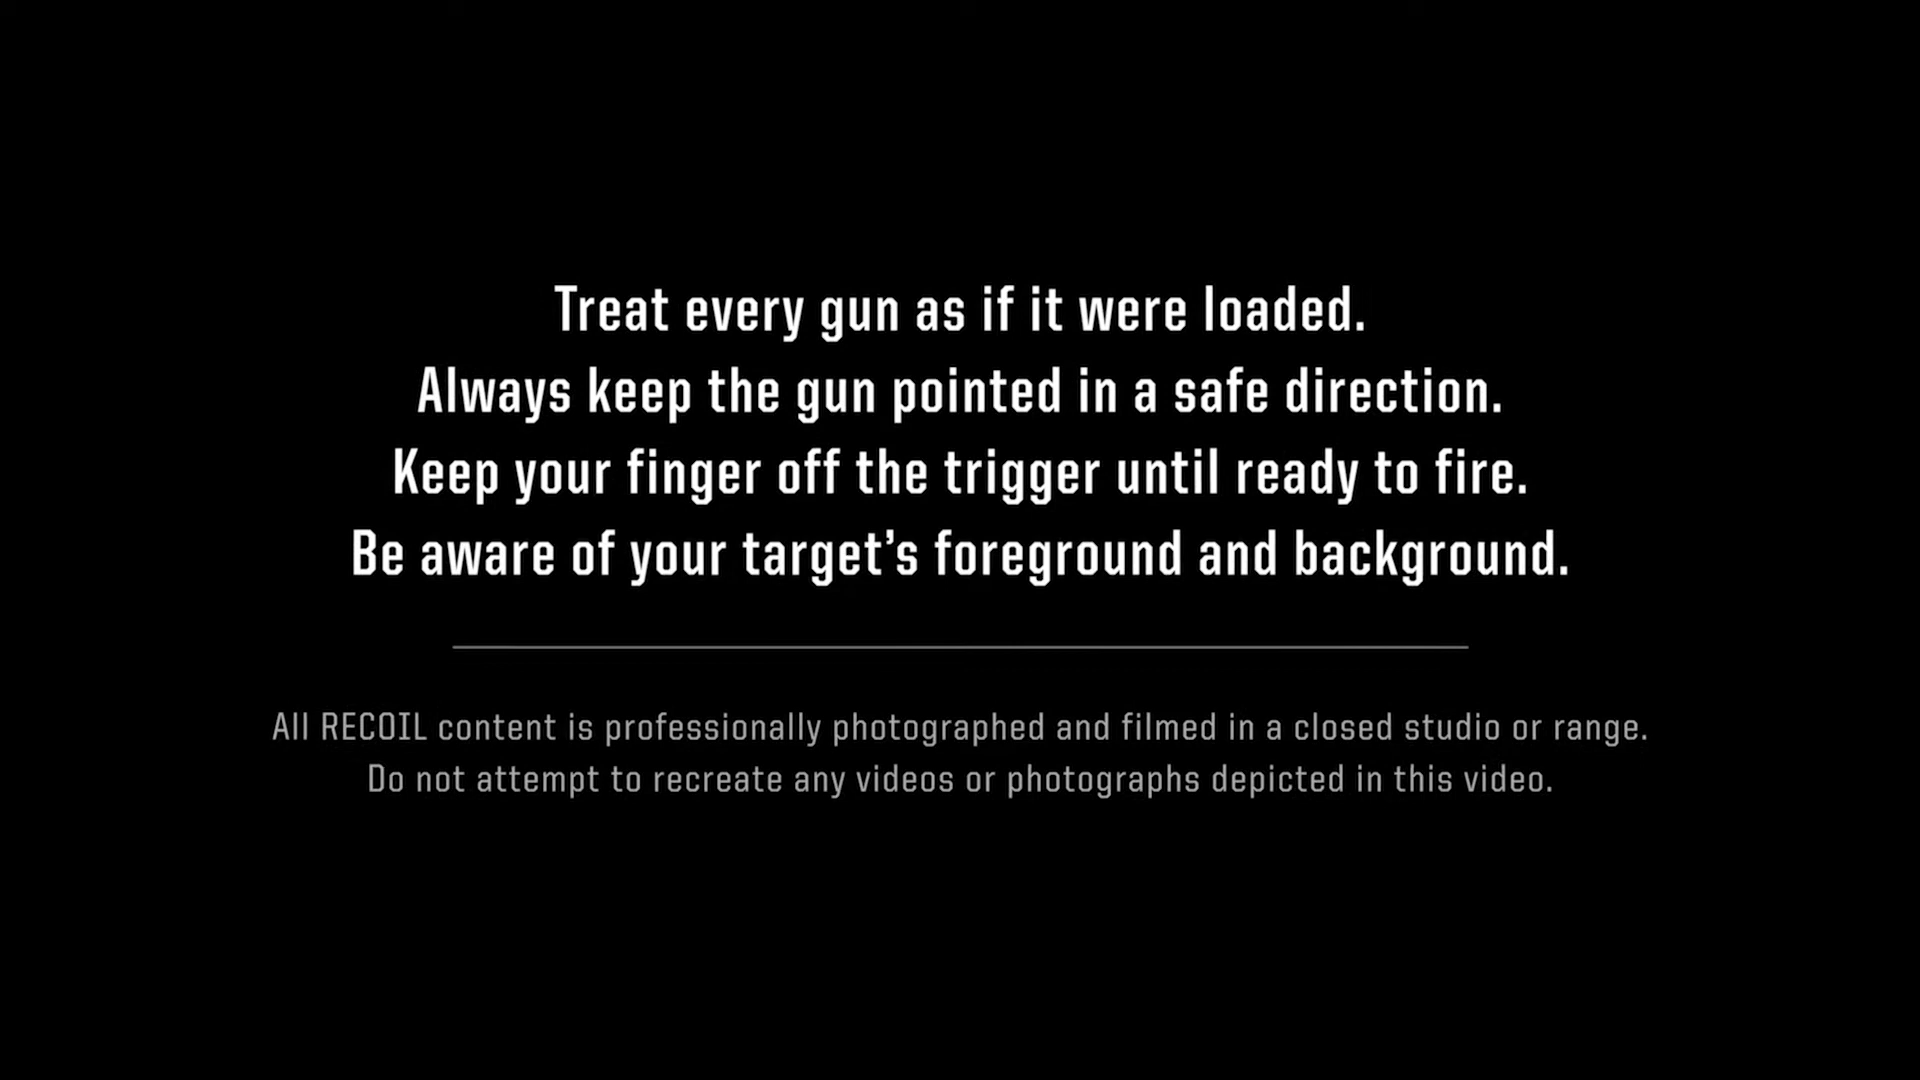 Treat every gun as if it were loaded.
Always keep the gun pointed in a safe direction.
Keep your finger off the trigger until ready to fire.
Be aware of your target’s foreground and background.
All RECOIL content is professionally photographed and filmed in a closed studio or range.
Do not attempt to recreate any videos or photographs depicted in this video.